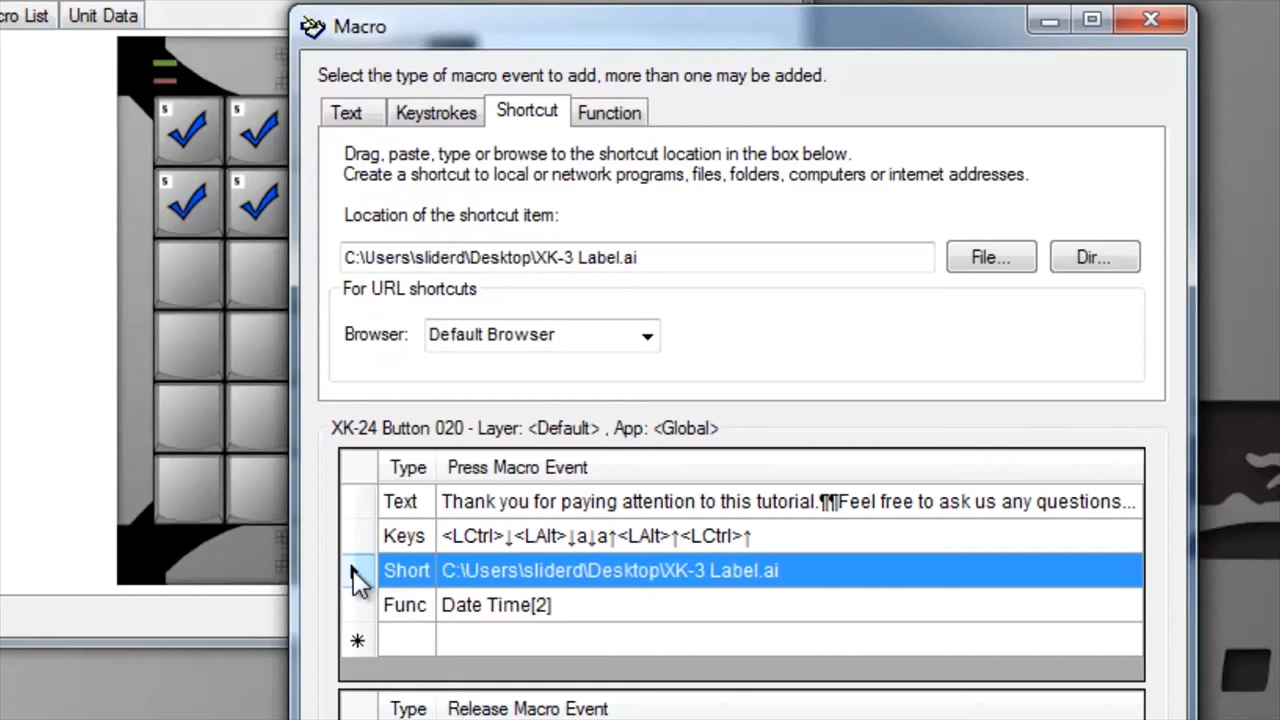 cro List Unit Data
Macro
Select the type of macro event to add, more than one may be added.
Text Keystrokes Shortcut Function
Drag, paste, type or browse to the shortcut location in the box below.
Create a shortcut to local or network programs, files, folders, computers or internet addresses.
Location of the shortcut item:
C:\Users\sliderd\Desktop\XK-3 Label.ai File... Dir...
For URL shortcuts
Browser: Default Browser
XK-24 Button 020 - Layer: <Default> , App: <Global>
Type Press Macro Event
Text Thank you for paying attention to this tutorial.¶¶Feel free to ask us any questions...
Keys <LCtrl>↓<LAlt>↓a↓a↑<LAlt>↑<LCtrl>↑
Short C:\Users\sliderd\Desktop\XK-3 Label.ai
Func Date Time[2]
*
Type Release Macro Event
S S
S S